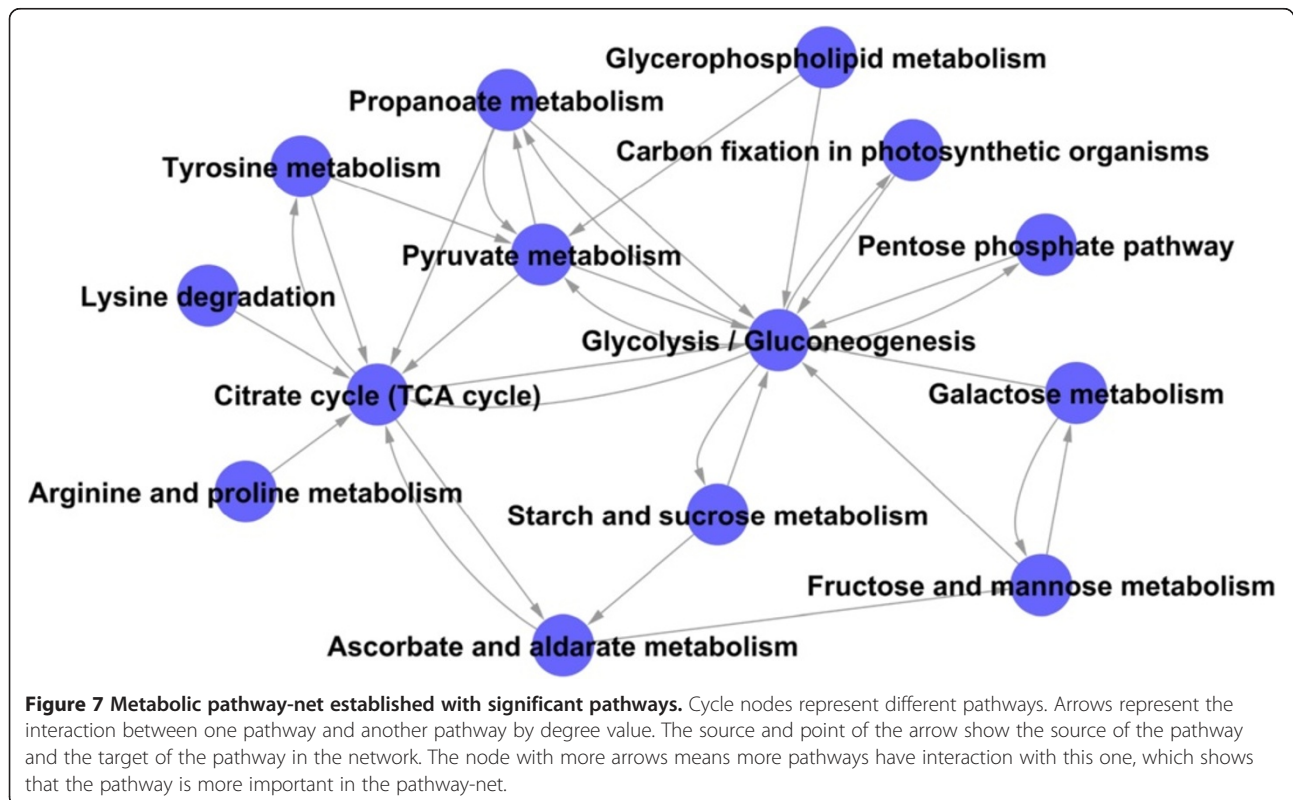 Glycerophospholipid metabolism
Propanoate metabolism
Carbon fixation in photosynthetic organisms
Tyrosine metabolism
Pyruvate metabolism
Pentose phosphate pathway
Lysine degradation
Glycolysis / Gluconeogenesis
Citrate cycle (TCA cycle)
Galactose metabolism
Arginine and proline metabolism
Starch and sucrose metabolism
Fructose and mannose metabolism
Ascorbate and aldarate metabolism
Figure 7 Metabolic pathway-net established with significant pathways. Cycle nodes represent different pathways. Arrows represent the
interaction between one pathway and another pathway by degree value. The source and point of the arrow show the source of the pathway
and the target of the pathway in the network. The node with more arrows means more pathways have interaction with this one, which shows
that the pathway is more important in the pathway-net.